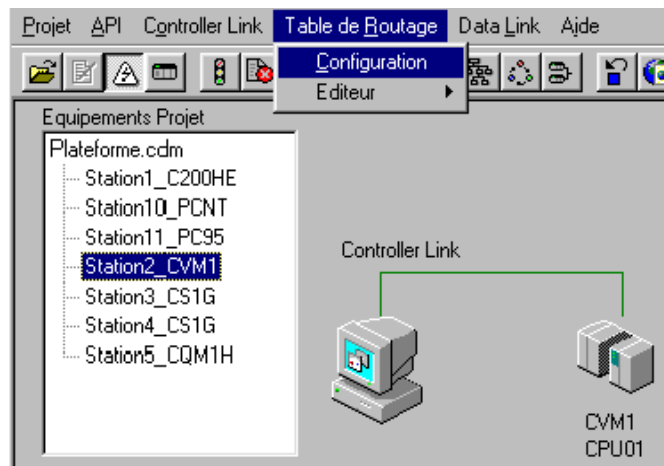 Projet API Controller Link Table de Routage Data Link Ajde
Configuration
Editeur
Equipements Projet
Plateforme.cdm
Station1_C200HE
Station10_PCNT
Station11_PC95
Station2_CVM1
Station3_CS1G
Station4_CS1G
Station5_CQM1H
Controller Link
CVM1
CPU01